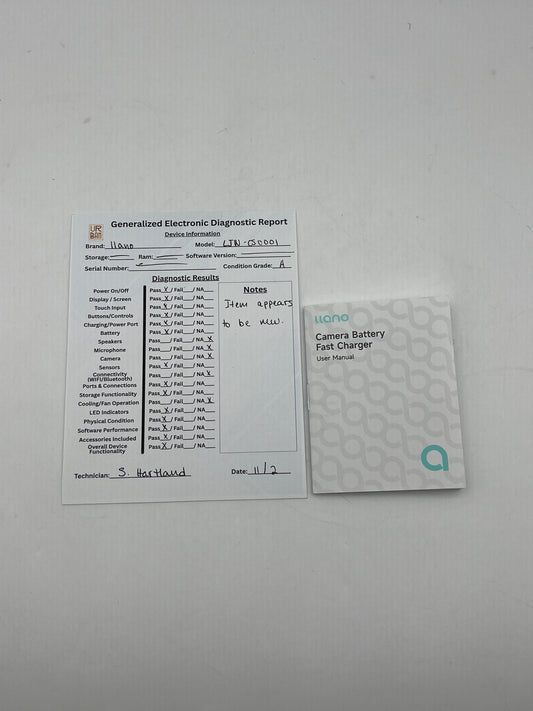 UR
Generalized Electronic Diagnostic Report
Device Information
Brand: llano Model: LJN-CS0001
Storage: Ram: Software Version:
Serial Number: Condition Grade: A
Diagnostic Results
Power On/Off Pass X / Fail / NA
Display / Screen Pass X / Fail / NA
Touch Input Pass X / Fail / NA
Buttons/Controls Pass X / Fail / NA
Charging/Power Port Pass X / Fail / NA
Battery Pass X / Fail / NA
Speakers Pass / Fail / NA X
Microphone Pass / Fail / NA X
Camera Pass / Fail / NA X
Sensors Pass X / Fail / NA
Connectivity (WIFI/Bluetooth) Pass / Fail / NA X
Ports & Connections Pass X / Fail / NA
Storage Functionality Pass / Fail / NA X
Cooling/Fan Operation Pass X / Fail / NA X
LED Indicators Pass X / Fail / NA
Physical Condition Pass X / Fail / NA
Software Performance Pass X / Fail / NA
Accessories Included Pass X / Fail / NA
Overall Device Functionality Pass X / Fail / NA
Notes
Item appears
to be new.
Technician: S. Hartland Date: 11/2
llano
Camera Battery
Fast Charger
User Manual